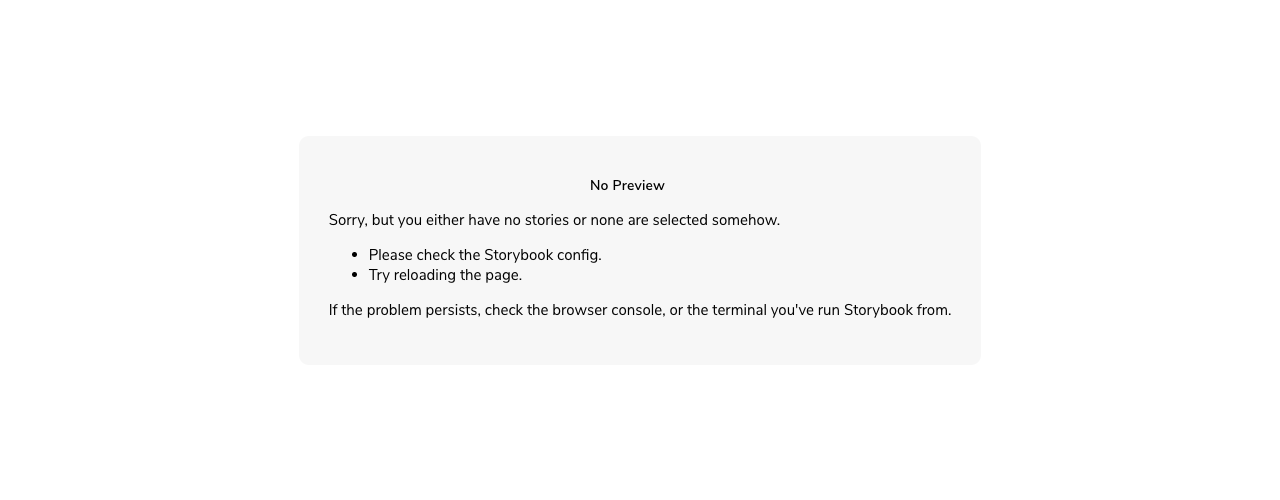 No Preview
Sorry, but you either have no stories or none are selected somehow.
Please check the Storybook config.
Try reloading the page.
If the problem persists, check the browser console, or the terminal you've run Storybook from.